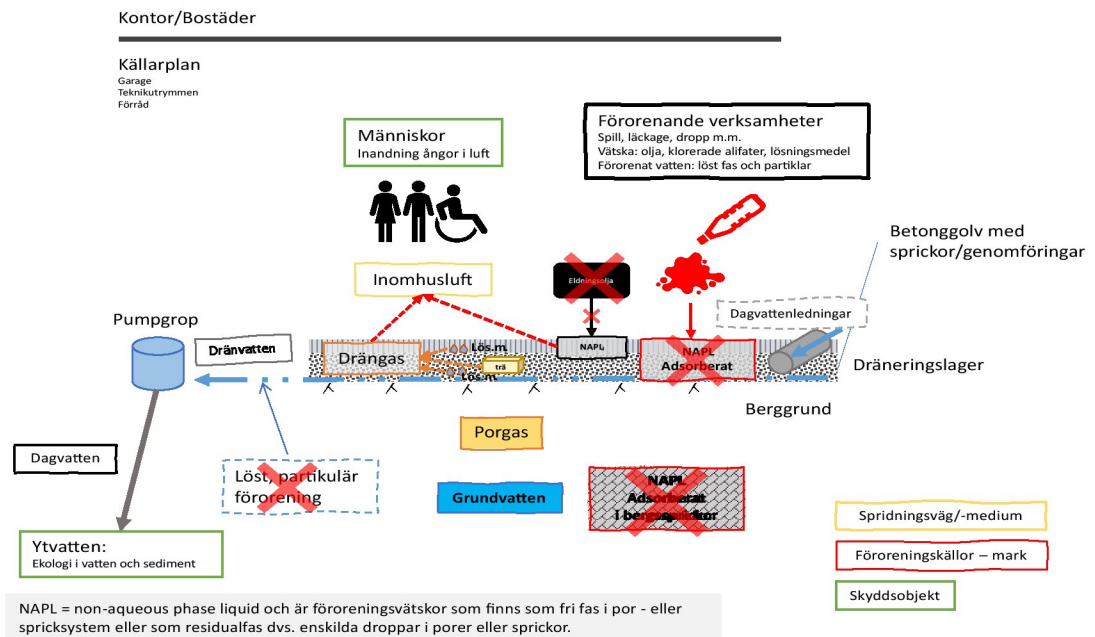 Kontor/Bostäder
Källarplan
Garage
Teknikutrymmen
Förråd
Människor
Inandning ångor i luft
Förorenande verksamheter
Spill, läckage, dropp m.m.
Vätska: olja, klorerade alifater, lösningsmedel
Förorenat vatten: löst fas och partiklar
Betonggolv med
sprickor/genomföringar
Inomhusluft
Eldningsolja
Dagvattenledningar
Pumpgrop
Dränvatten
Drängas
Lös.m
trä
Lös.m
NAPL
NAPL
Adsorberat
Dräneringslager
Berggrund
Porgas
Dagvatten
Löst, partikulär
förorening
Grundvatten
NAPL
Adsorberat
I bergssprickor
Spridningsväg/-medium
Föroreningskällor – mark
Skyddsobjekt
Ytvatten:
Ekologi i vatten och sediment
NAPL = non-aqueous phase liquid och är föroreningsvätskor som finns som fri fas i por - eller
spricksystem eller som residualfas dvs. enskilda droppar i porer eller sprickor.